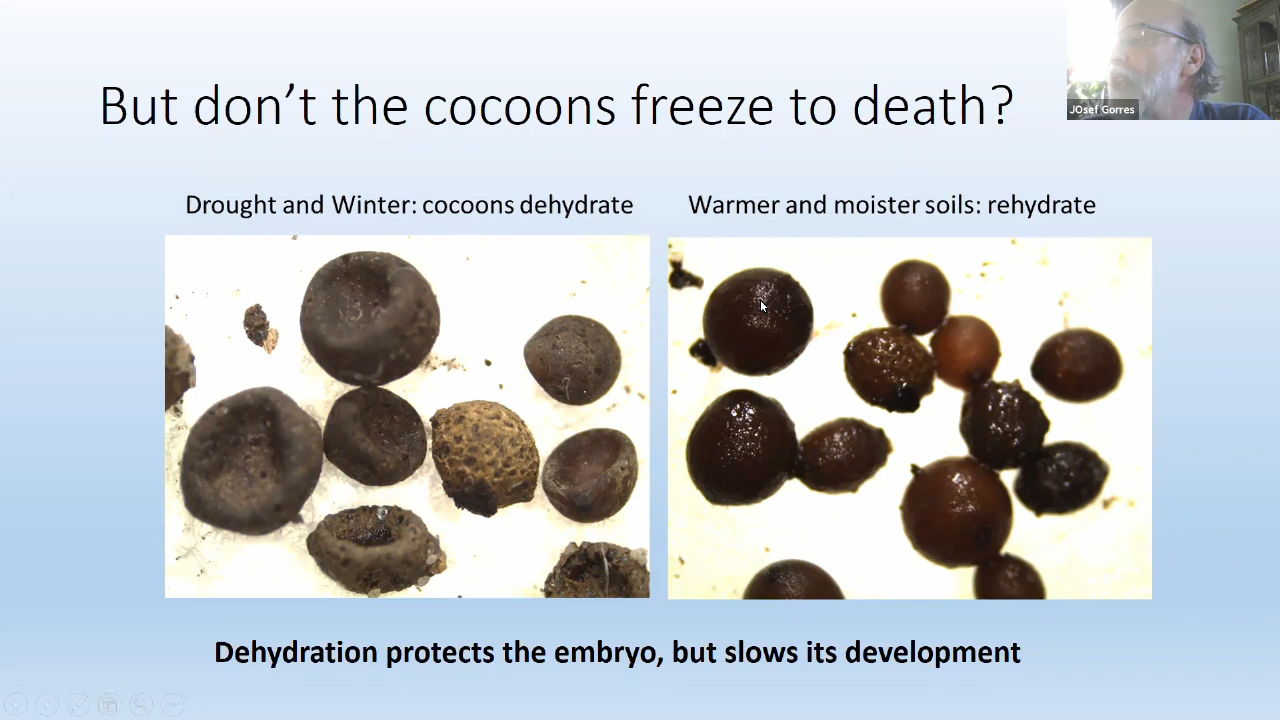 But don’t the cocoons freeze to death?
JOsef Gorres
Drought and Winter: cocoons dehydrate
Warmer and moister soils: rehydrate
Dehydration protects the embryo, but slows its development